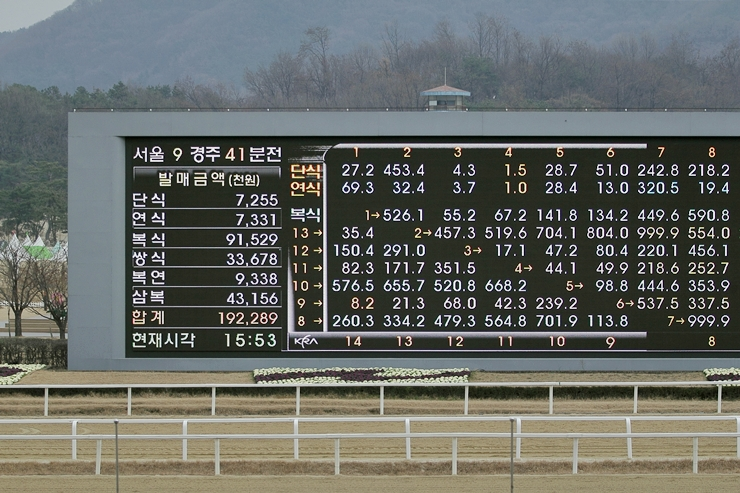 서울 9 경주 41분전
발매금액(천원)
단식 7,255
연식 7,331
복식 91,529
쌍식 33,678
복연 9,338
삼복 43,156
합계 192,289
현재시각 15:53
1 2 3 4 5 6 7 8
단식 27.2 453.4 4.3 1.5 28.7 51.0 242.8 218.2
연식 69.3 32.4 3.7 1.0 28.4 13.0 320.5 19.4
복식 1→ 526.1 55.2 67.2 141.8 134.2 449.6 590.8
13→ 35.4 2→ 457.3 519.6 704.1 804.0 999.9 554.0
12→ 150.4 291.0 3→ 17.1 47.2 80.4 220.1 456.1
11→ 82.3 171.7 351.5 4→ 44.1 49.9 218.6 252.7
10→ 576.5 655.7 520.8 668.2 5→ 98.8 444.6 353.9
9→ 8.2 21.3 68.0 42.3 239.2 6→ 537.5 337.5
8→ 260.3 334.2 479.3 564.8 701.9 113.8 7→ 999.9
KRA 14 13 12 11 10 9 8